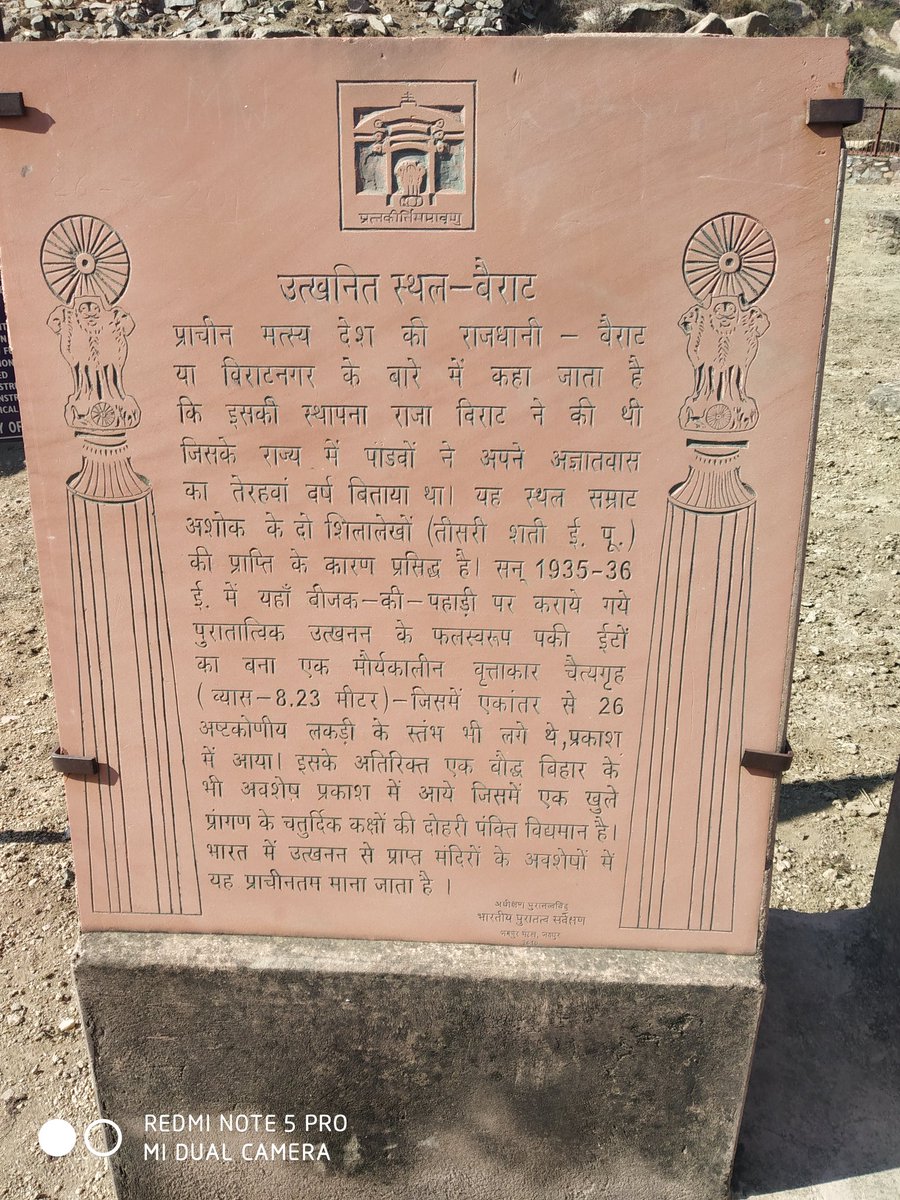 प्रत्नकीर्तिमपावृणु
उत्खनित स्थल-बैराट
प्राचीन मत्स्य देश की राजधानी - बैराट
या विराटनगर के बारे में कहा जाता है
कि इसकी स्थापना राजा विराट ने की थी
जिसके राज्य में पांडवों ने अपने अज्ञातवास
का तेरहवां वर्ष बिताया था। यह स्थल सम्राट
अशोक के दो शिलालेखों (तीसरी शती ई. पू.)
की प्राप्ति के कारण प्रसिद्ध है। सन् 1935-36
ई. में यहाँ बीजक-की-पहाड़ी पर कराये गये
पुरातात्विक उत्खनन के फलस्वरूप पकी ईटों
का बना एक मौर्यकालीन वृत्ताकार चैत्यगृह
(व्यास-8.23 मीटर)-जिसमें एकांतर से 26
अष्टकोणीय लकड़ी के स्तंभ भी लगे थे,प्रकाश
में आया। इसके अतिरिक्त एक बौद्ध बिहार के
भी अवशेष प्रकाश में आये जिसमें एक खुले
प्रांगण के चतुर्दिक कक्षों की दोहरी पंक्ति विद्यमान है।
भारत में उत्खनन से प्राप्त मंदिरों के अवशेषों में
यह प्राचीनतम माना जाता है ।
अधीक्षण पुरातत्वविद्
भारतीय पुरातत्व सर्वेक्षण
जयपुर मंडल, जयपुर
REDMI NOTE 5 PRO
MI DUAL CAMERA